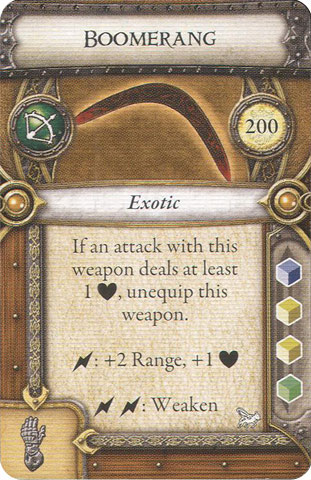 BOOMERANG
200
Exotic
If an attack with this
weapon deals at least
1 ♥, unequip this
weapon.
: +2 Range, +1 ♥
: Weaken